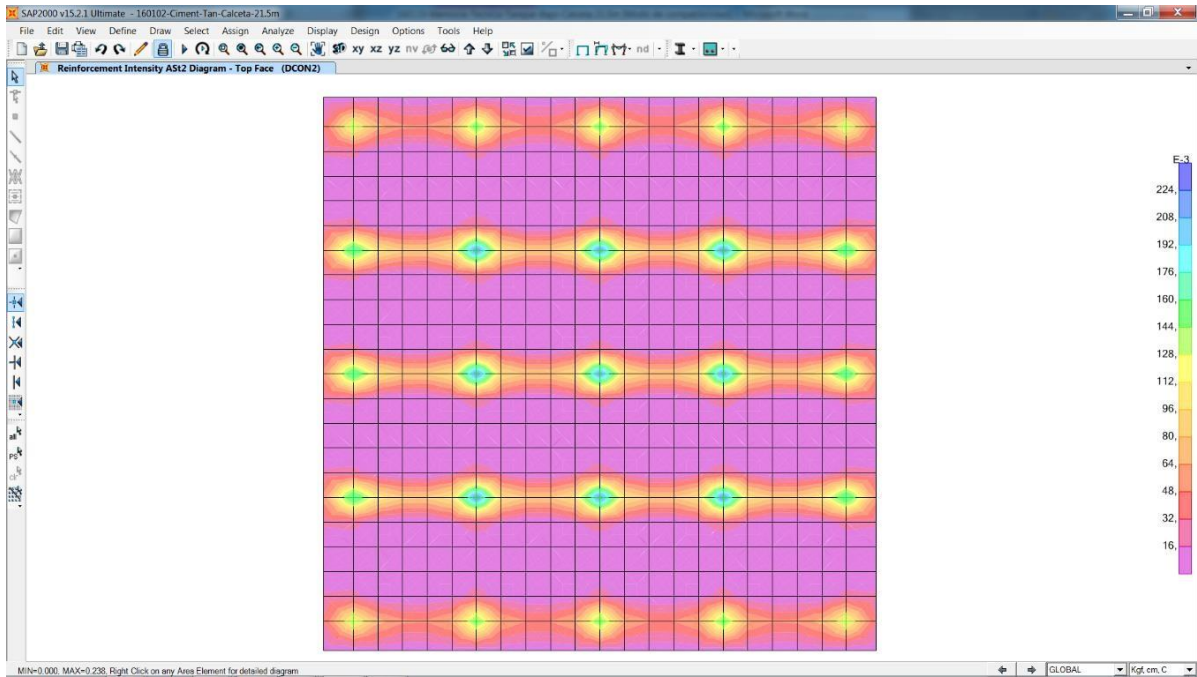 SAP2000 v15.2.1 Ultimate - 160102-Ciment-Tan-Calceta-21.5m
File Edit View Define Draw Select Assign Analyze Display Design Options Tools Help
xy xz yz nv nd
Reinforcement Intensity ASt2 Diagram - Top Face (DCON2)
E-3
224,
208,
192,
176,
160,
144,
128,
112,
96,
80,
64,
48,
32,
16,
all
PS
clr
MIN=0.000, MAX=0.238, Right Click on any Area Element for detailed diagram
GLOBAL
Kgf, cm, C